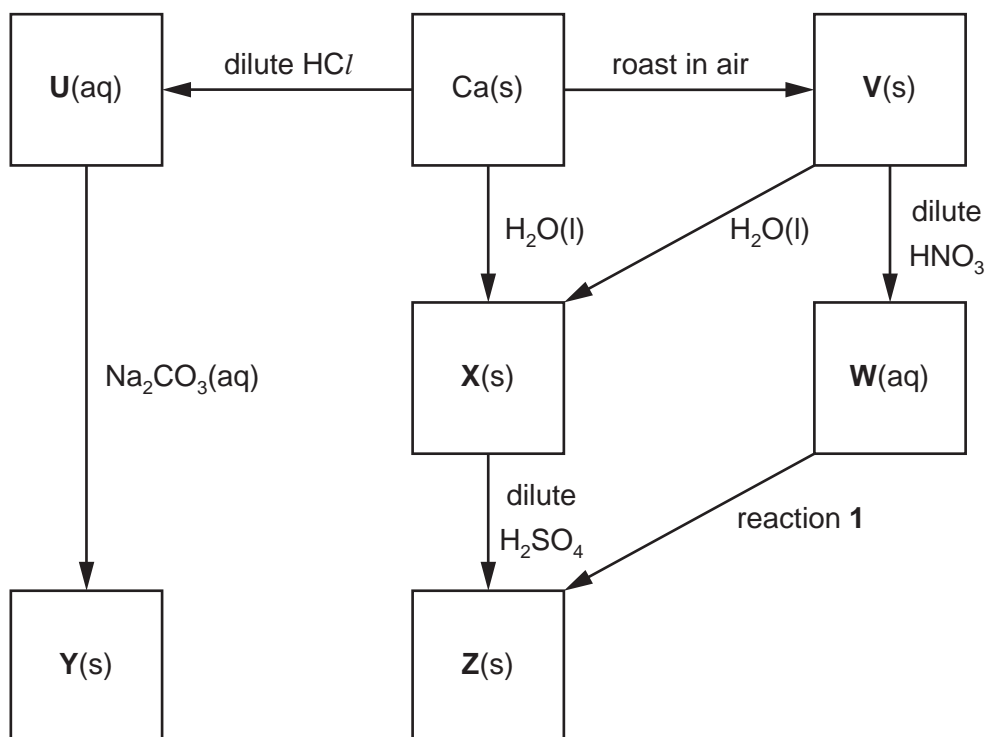 U(aq)
dilute HCl
Ca(s)
roast in air
V(s)
H₂O(l)
H₂O(l)
dilute
HNO₃
Na₂CO₃(aq)
X(s)
W(aq)
dilute
H₂SO₄
reaction 1
Y(s)
Z(s)